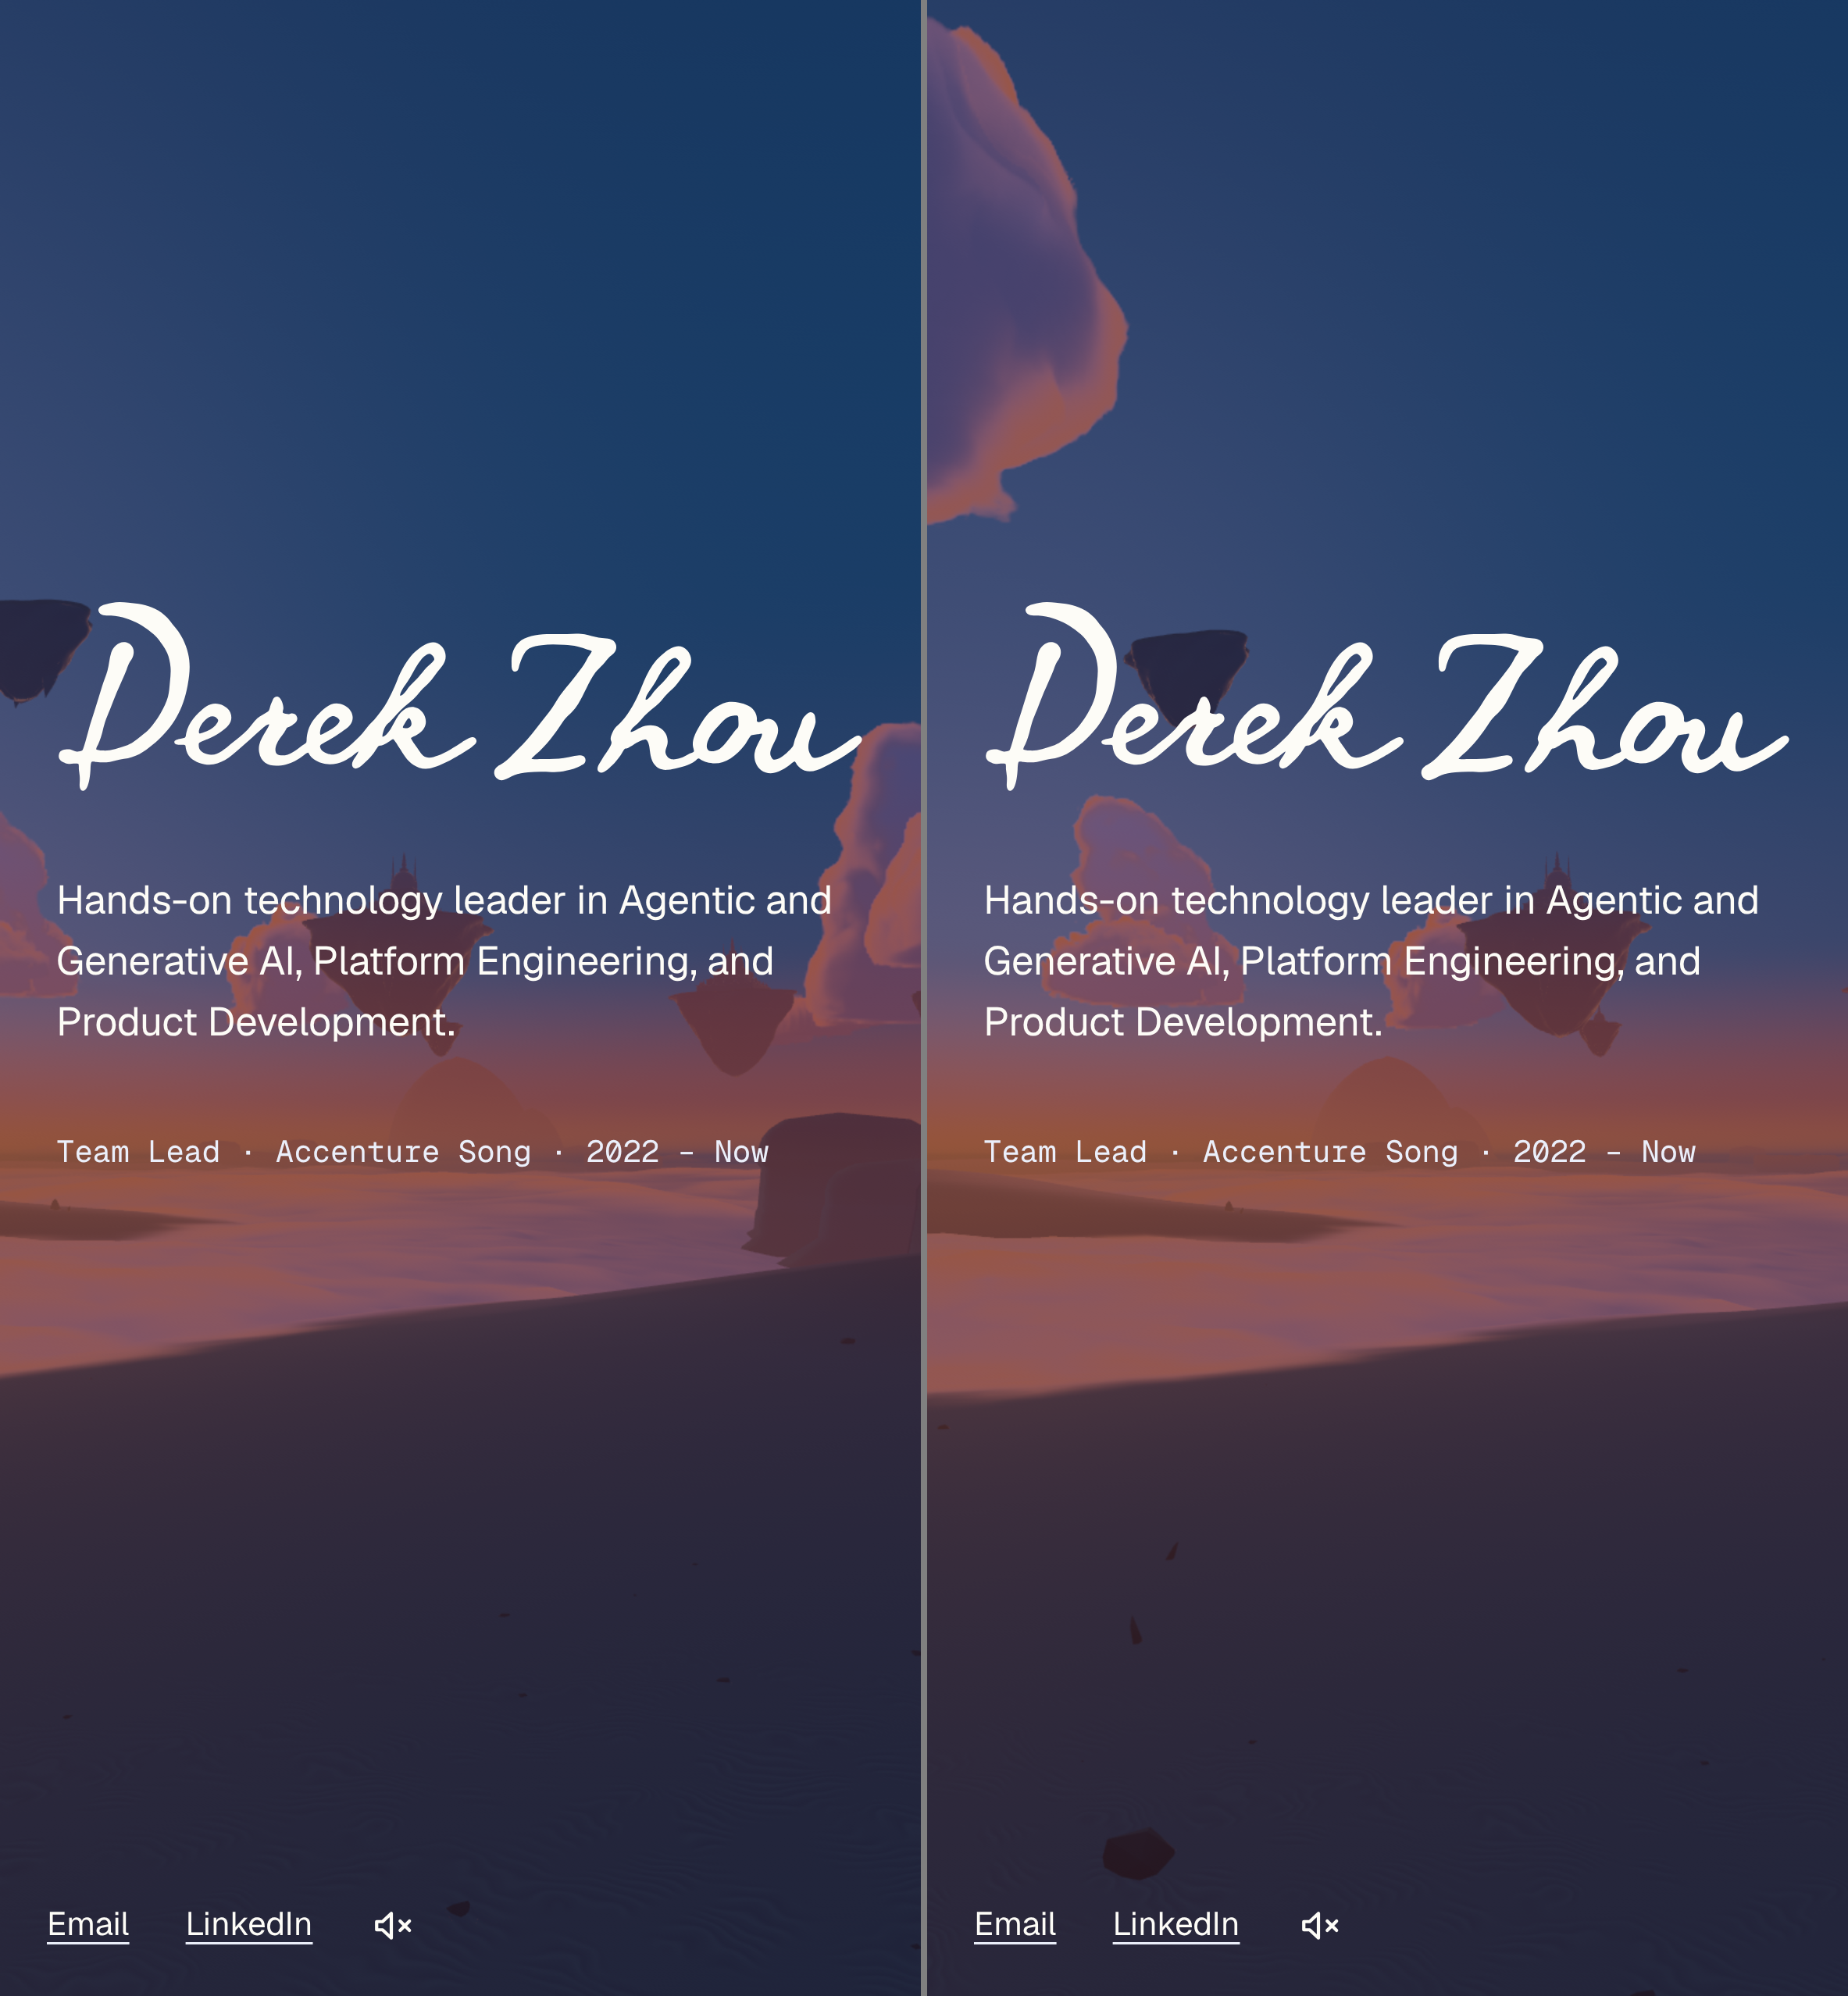 Derek Zhou
Hands-on technology leader in Agentic and
Generative AI, Platform Engineering, and
Product Development.
Team Lead · Accenture Song · 2022 – Now
Email LinkedIn
Derek Zhou
Hands-on technology leader in Agentic and
Generative AI, Platform Engineering, and
Product Development.
Team Lead · Accenture Song · 2022 – Now
Email LinkedIn